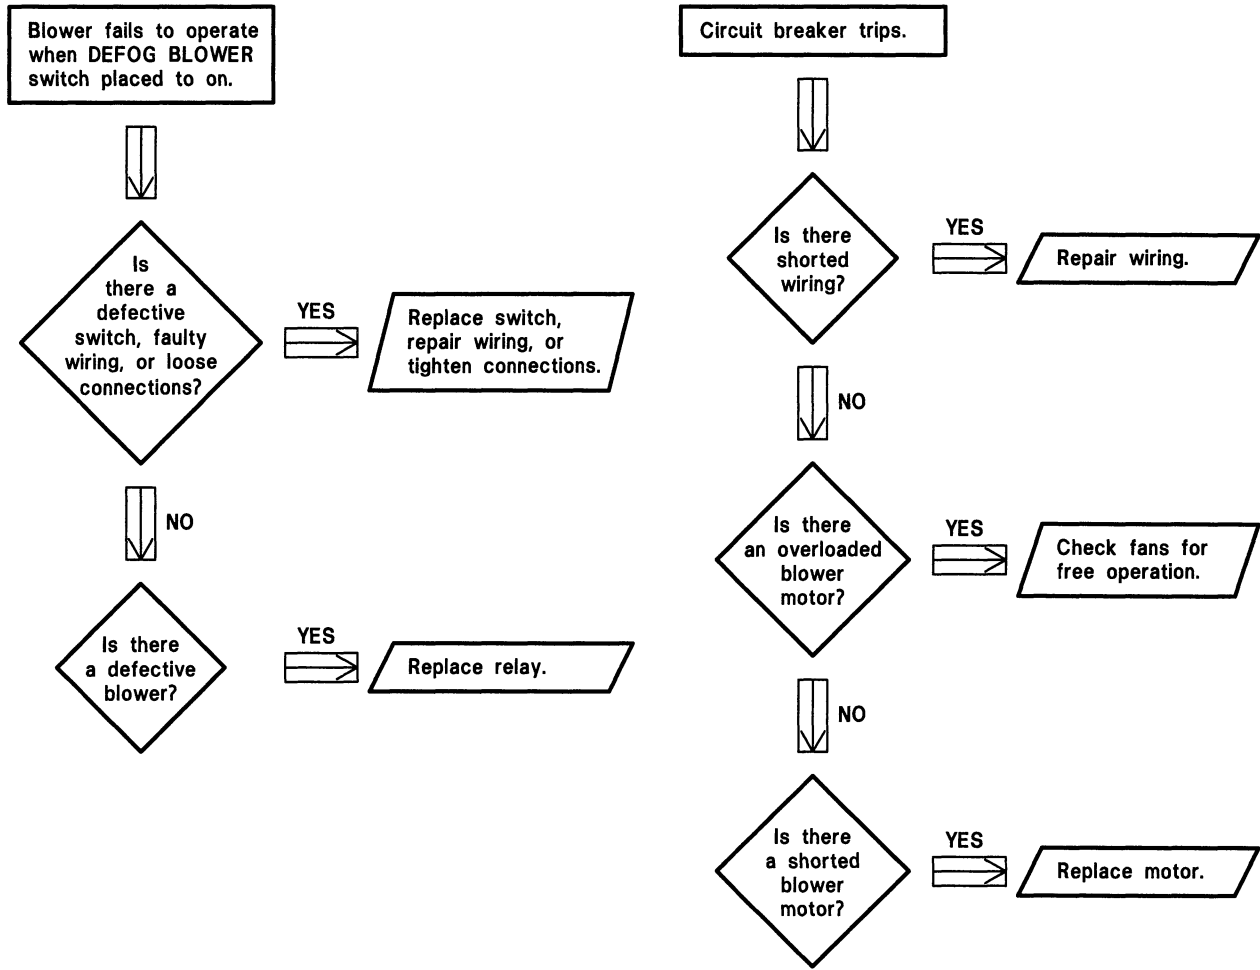 Blower fails to operate
when DEFOG BLOWER
switch placed to on.
Is
there a
defective
switch, faulty
wiring, or loose
connections?
YES
Replace switch,
repair wiring, or
tighten connections.
NO
Is there
a defective
blower?
YES
Replace relay.
Circuit breaker trips.
Is there
shorted
wiring?
YES
Repair wiring.
NO
Is there
an overloaded
blower
motor?
YES
Check fans for
free operation.
NO
Is there
a shorted
blower
motor?
YES
Replace motor.